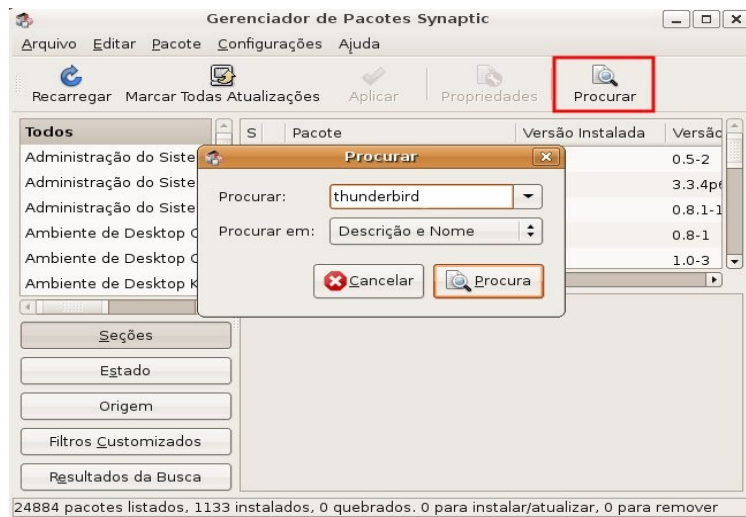 Gerenciador de Pacotes Synaptic
Arquivo Editar Pacote Configurações Ajuda
Recarregar Marcar Todas Atualizações Aplicar Propriedades Procurar
Todos S Pacote Versão Instalada Versão
Administração do Siste 0.5-2
Administração do Siste
Administração do Siste 0.8.1-1
Ambiente de Desktop 0.8-1
Ambiente de Desktop 1.0-3
Ambiente de Desktop K
Procurar
Procurar: thunderbird
Procurar em: Descrição e Nome
Cancelar Procura
Seções
Estado
Origem
Filtros Customizados
Resultados da Busca
24884 pacotes listados, 1133 instalados, 0 quebrados. 0 para instalar/atualizar, 0 para remover